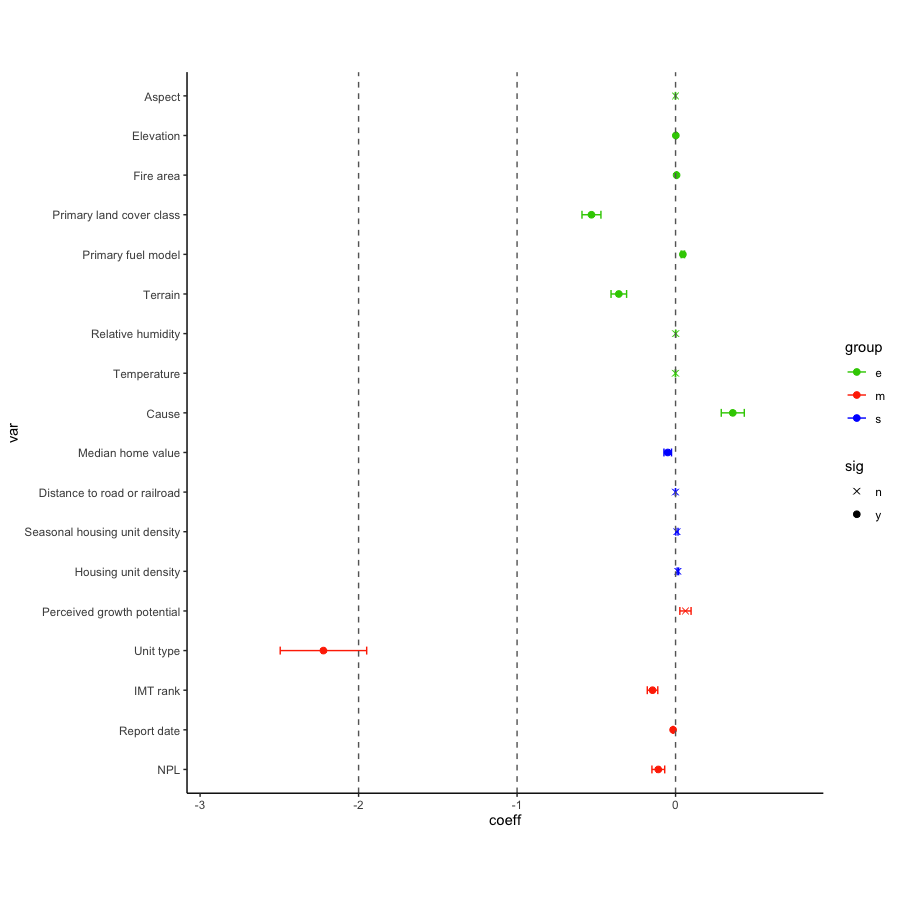 Aspect
Elevation
Fire area
Primary land cover class
Primary fuel model
Terrain
Relative humidity
Temperature
Cause
Median home value
Distance to road or railroad
Seasonal housing unit density
Housing unit density
Perceived growth potential
Unit type
IMT rank
Report date
NPL
var
-3 -2 -1 0
coeff
group
e
m
s
sig
n
y